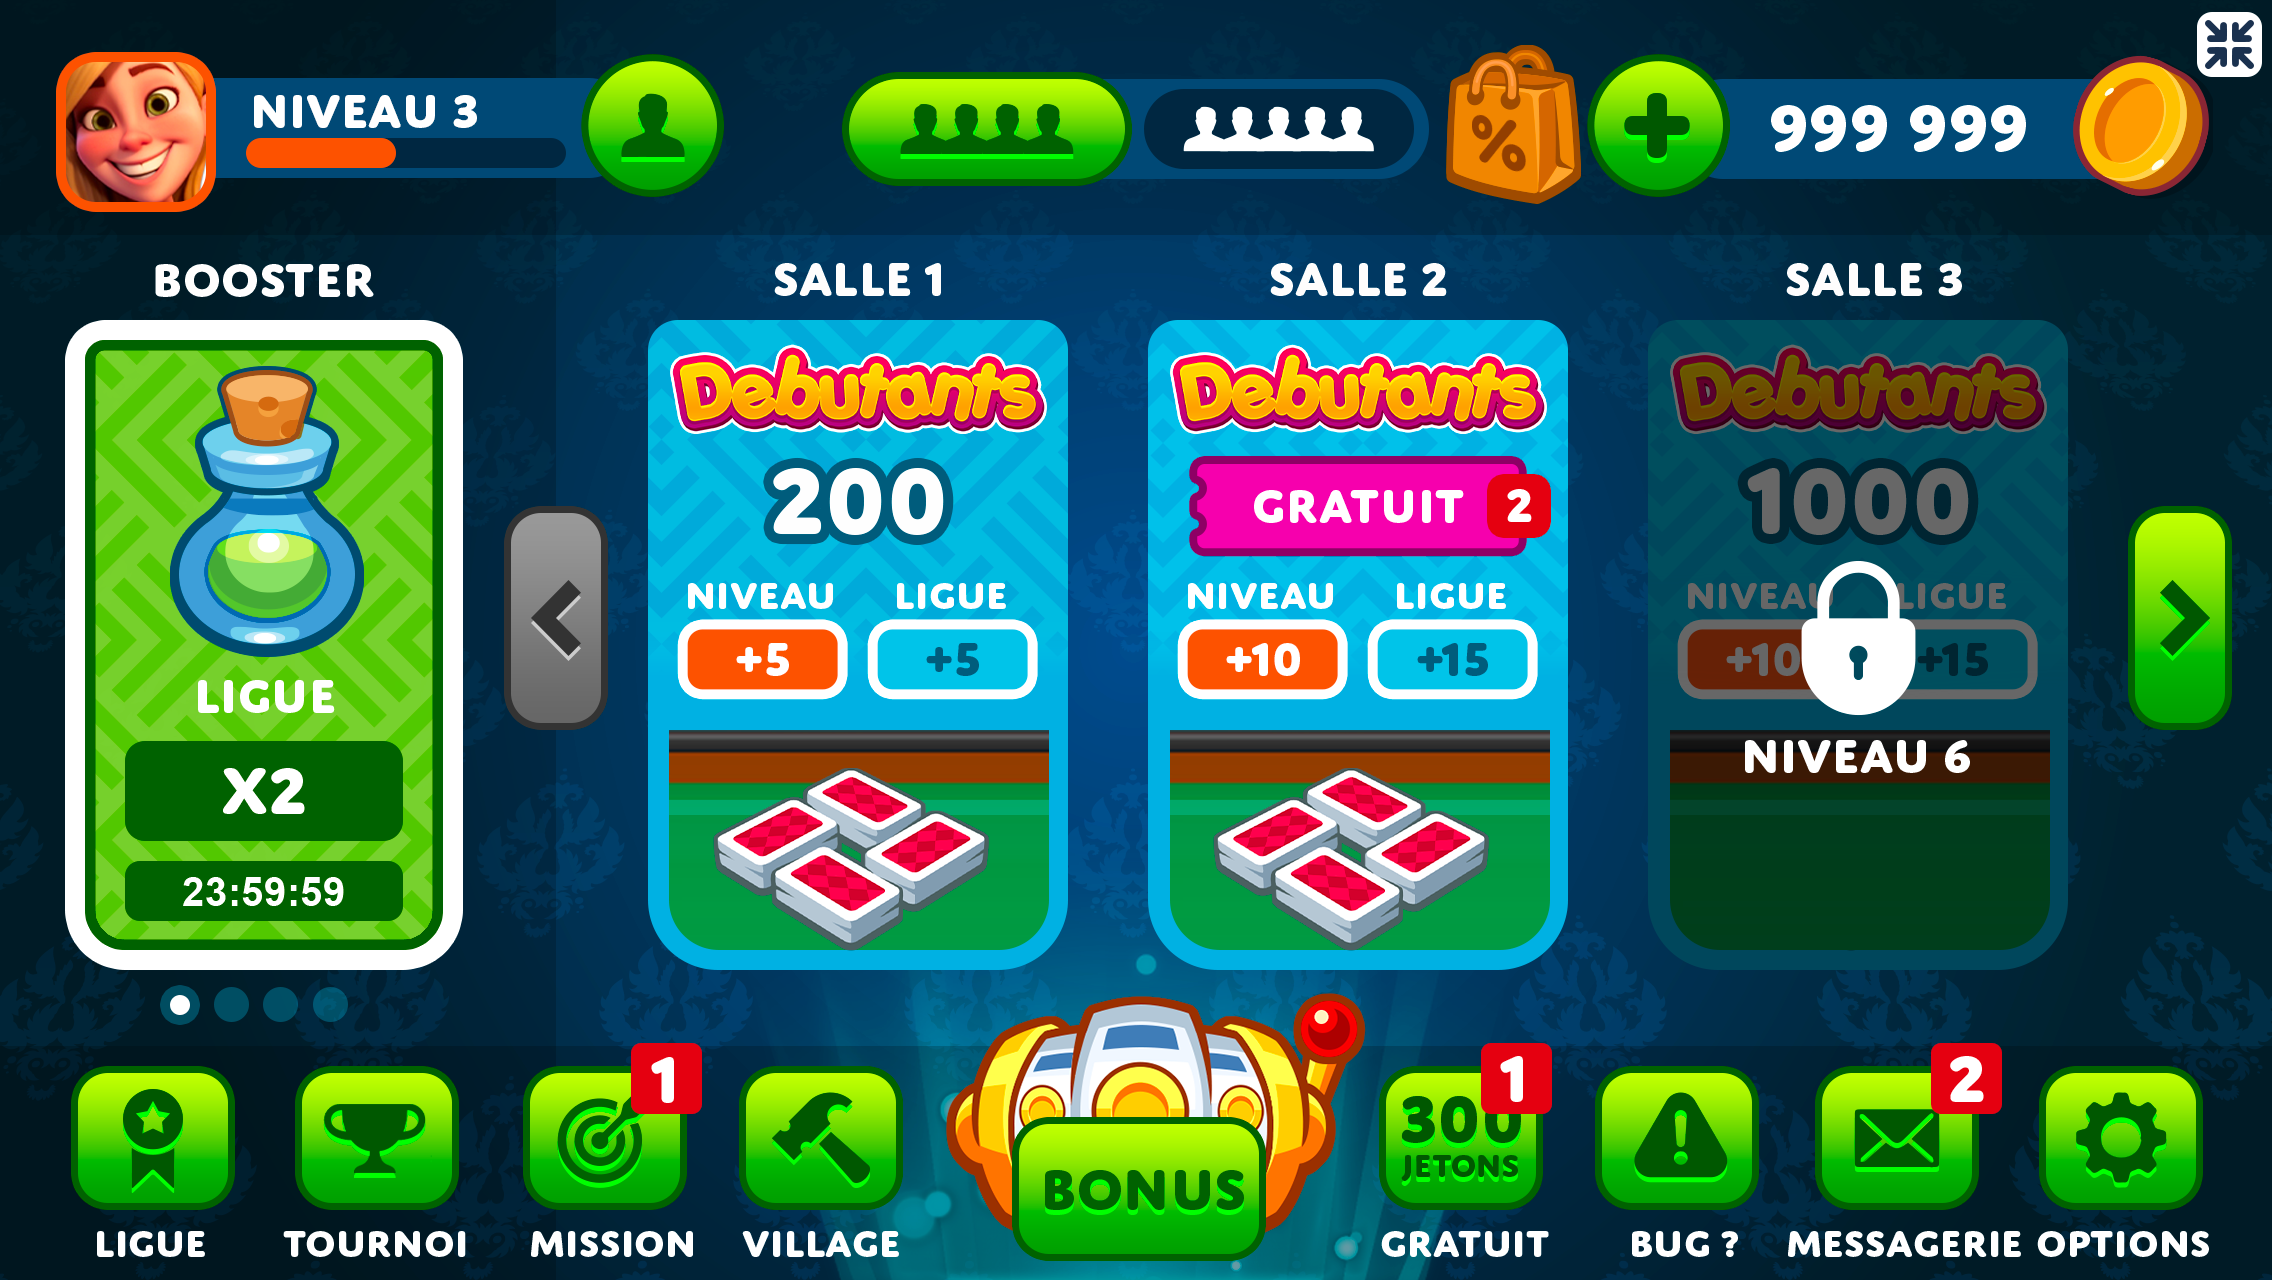 NIVEAU 3
%
999 999
BOOSTER
LIGUE
X2
23:59:59
SALLE 1
Debutants
200
NIVEAU LIGUE
+5 +5
SALLE 2
Debutants
GRATUIT 2
NIVEAU LIGUE
+10 +15
SALLE 3
Debutants
1000
NIVEAU LIGUE
+10 +15
NIVEAU 6
LIGUE
TOURNOI
1
MISSION
VILLAGE
BONUS
1
300
JETONS
GRATUIT
!
BUG ?
2
MESSAGERIE
OPTIONS